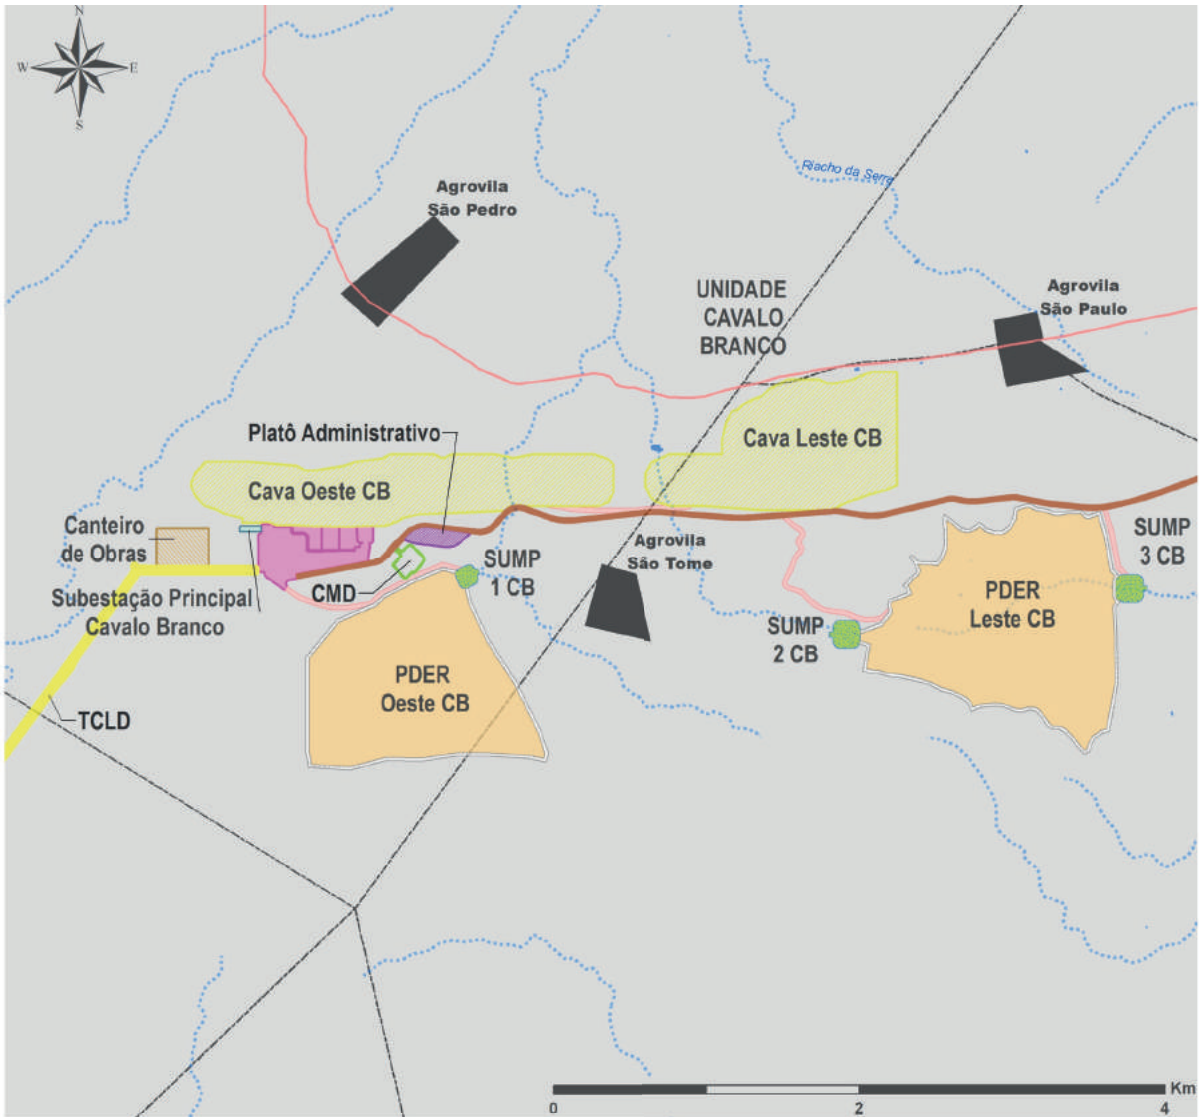 N
W
E
S
Riacho da Serra
Agrovila
São Pedro
UNIDADE
CAVALO
BRANCO
Agrovila
São Paulo
Platô Administrativo
Cava Leste CB
Cava Oeste CB
Canteiro
de Obras
SUMP
3 CB
Agrovila
São Tome
SUMP
1 CB
CMD
Subestação Principal
Cavalo Branco
PDER
Leste CB
SUMP
2 CB
PDER
Oeste CB
TCLD
Km
0
2
4